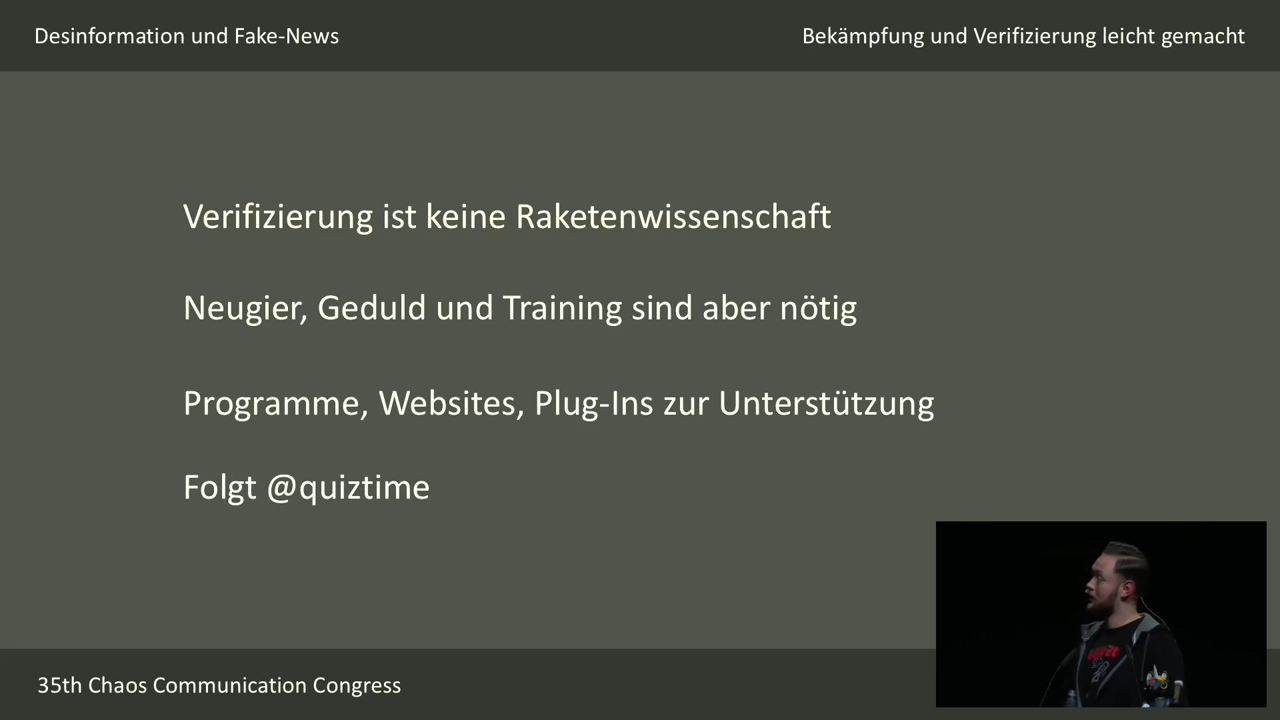 Desinformation und Fake-News
Bekämpfung und Verifizierung leicht gemacht
Verifizierung ist keine Raketenwissenschaft
Neugier, Geduld und Training sind aber nötig
Programme, Websites, Plug-Ins zur Unterstützung
Folgt @quiztime
35th Chaos Communication Congress